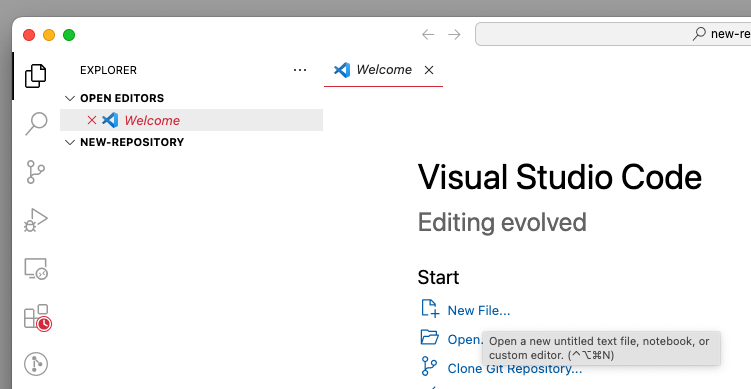 new-re
EXPLORER
Welcome
OPEN EDITORS
Welcome
NEW-REPOSITORY
Visual Studio Code
Editing evolved
Start
New File...
Open.
Open a new untitled text file, notebook, or
custom editor. (^⌥⌘N)
Clone Git Repository...